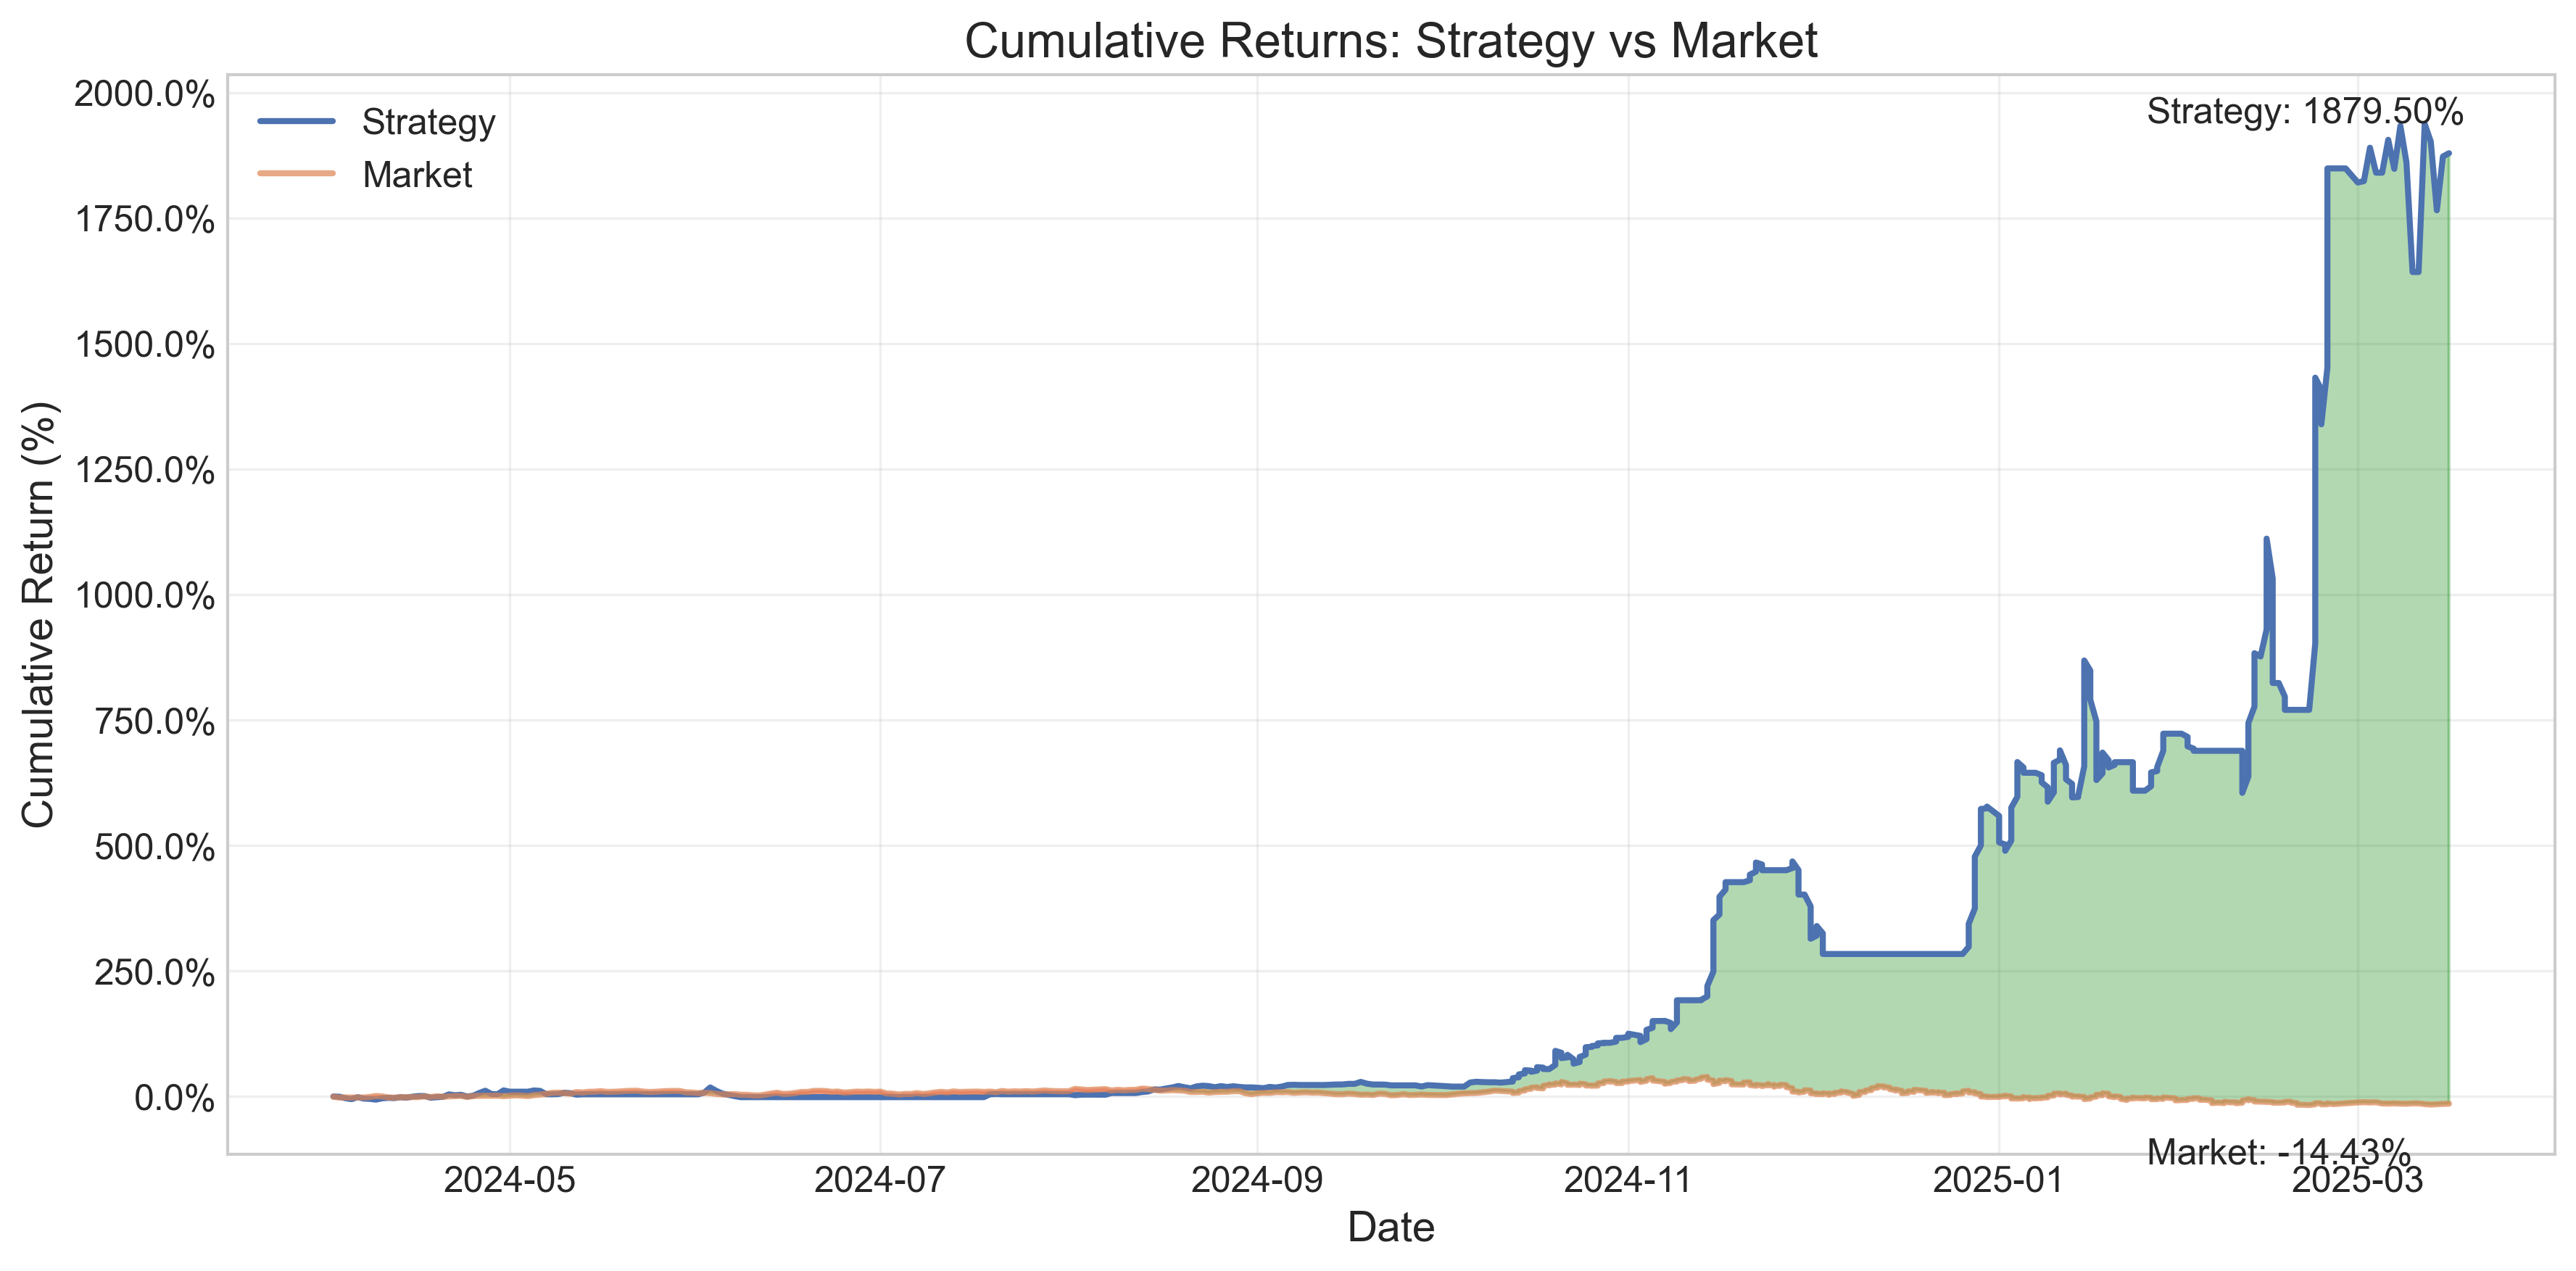 Cumulative Returns: Strategy vs Market
2000.0%
1750.0%
1500.0%
1250.0%
1000.0%
750.0%
500.0%
250.0%
0.0%
Cumulative Return (%)
Strategy
Market
Strategy: 1879.50%
Market: -14.43%
2024-05
2024-07
2024-09
2024-11
2025-01
2025-03
Date